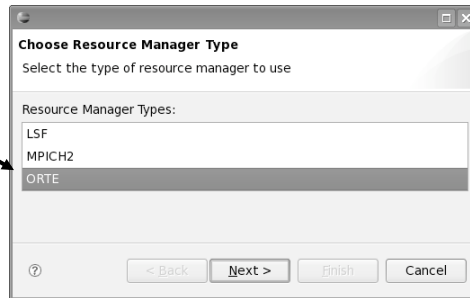 Choose Resource Manager Type
Select the type of resource manager to use
Resource Manager Types:
LSF
MPICH2
ORTE
< Back Next > Finish Cancel